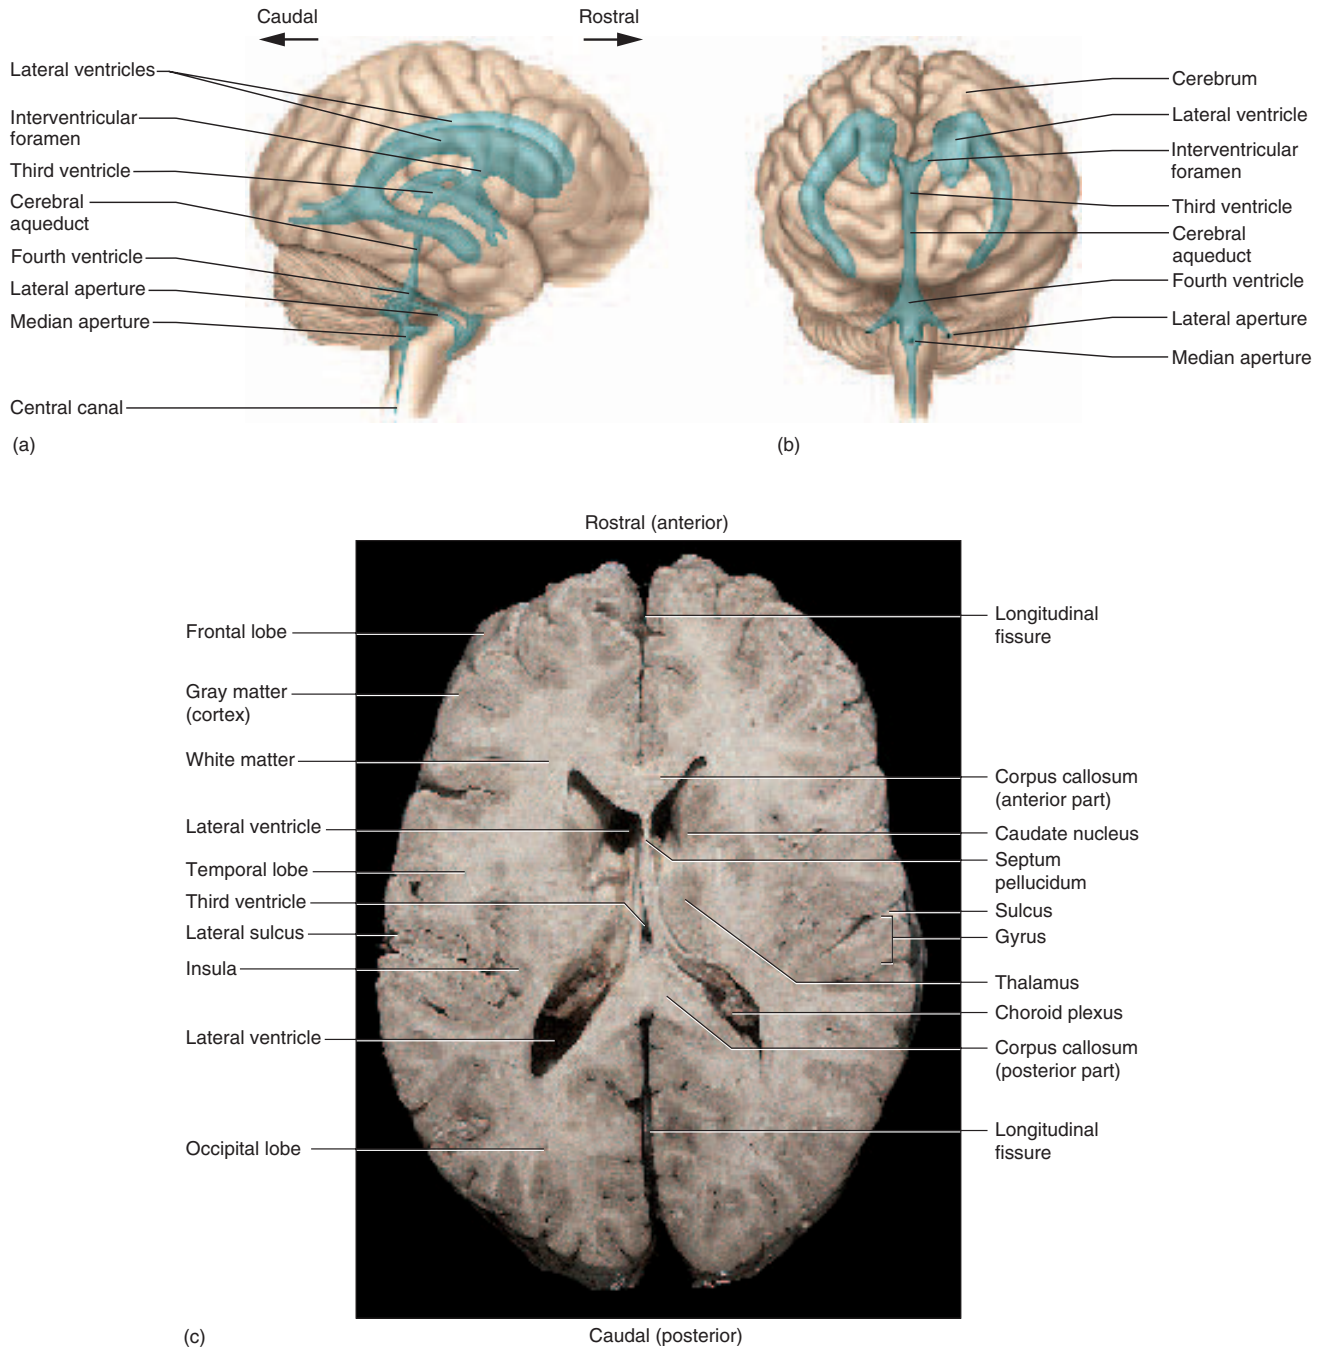 Caudal
Rostral
Lateral ventricles
Interventricular
foramen
Third ventricle
Cerebral
aqueduct
Fourth ventricle
Lateral aperture
Median aperture
Central canal
(a)
Cerebrum
Lateral ventricle
Interventricular
foramen
Third ventricle
Cerebral
aqueduct
Fourth ventricle
Lateral aperture
Median aperture
(b)
Rostral (anterior)
Frontal lobe
Gray matter
(cortex)
White matter
Lateral ventricle
Temporal lobe
Third ventricle
Lateral sulcus
Insula
Lateral ventricle
Occipital lobe
Longitudinal
fissure
Corpus callosum
(anterior part)
Caudate nucleus
Septum
pellucidum
Sulcus
Gyrus
Thalamus
Choroid plexus
Corpus callosum
(posterior part)
Longitudinal
fissure
(c)
Caudal (posterior)